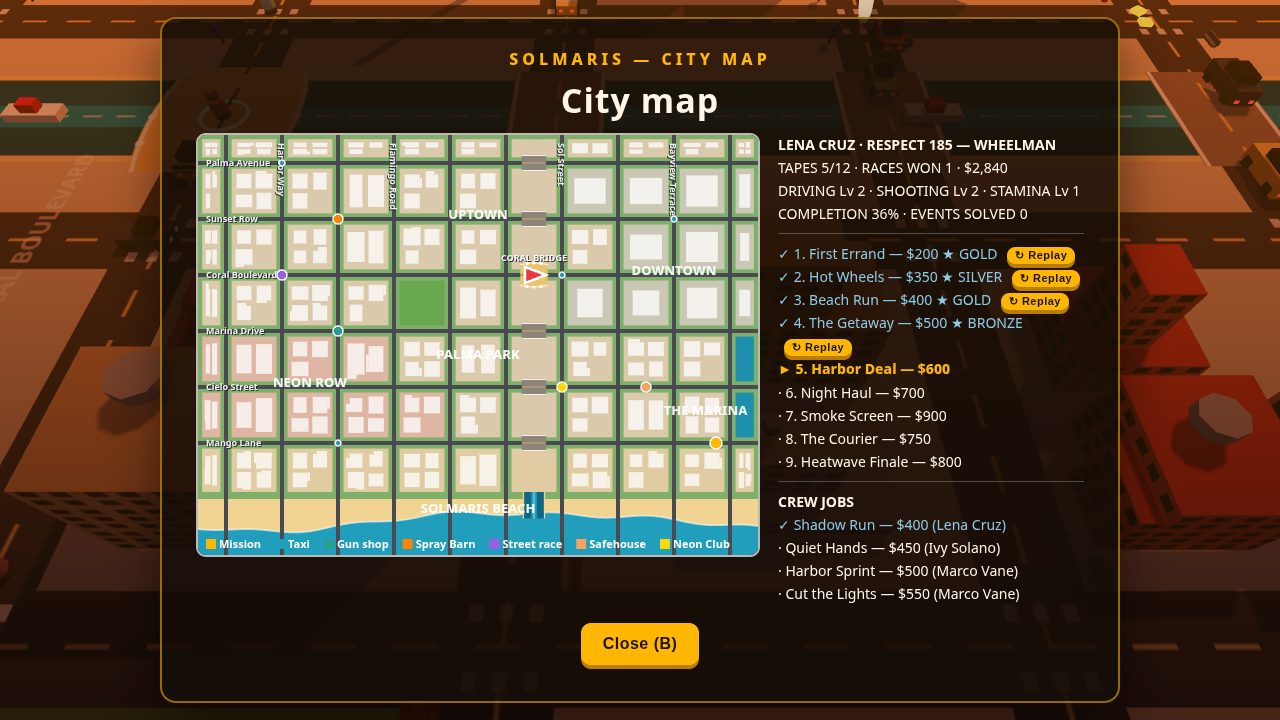 SOLMARIS — CITY MAP
City map
Palma Avenue
Harbor Way
Flamingo Road
Sol Street
Bayview Terrace
Sunset Row
UPTOWN
CORAL BRIDGE
Coral Boulevard
DOWNTOWN
Marina Drive
PALMA PARK
NEON ROW
Cielo Street
THE MARINA
Mango Lane
SOLMARIS BEACH
Mission Taxi Gun shop Spray Barn Street race Safehouse Neon Club
LENA CRUZ · RESPECT 185 — WHEELMAN
TAPES 5/12 · RACES WON 1 · $2,840
DRIVING Lv 2 · SHOOTING Lv 2 · STAMINA Lv 1
COMPLETION 36% · EVENTS SOLVED 0
✓ 1. First Errand — $200 ★ GOLD ↻ Replay
✓ 2. Hot Wheels — $350 ★ SILVER ↻ Replay
✓ 3. Beach Run — $400 ★ GOLD ↻ Replay
✓ 4. The Getaway — $500 ★ BRONZE
↻ Replay
► 5. Harbor Deal — $600
· 6. Night Haul — $700
· 7. Smoke Screen — $900
· 8. The Courier — $750
· 9. Heatwave Finale — $800
CREW JOBS
✓ Shadow Run — $400 (Lena Cruz)
· Quiet Hands — $450 (Ivy Solano)
· Harbor Sprint — $500 (Marco Vane)
· Cut the Lights — $550 (Marco Vane)
Close (B)
BOULEVARD